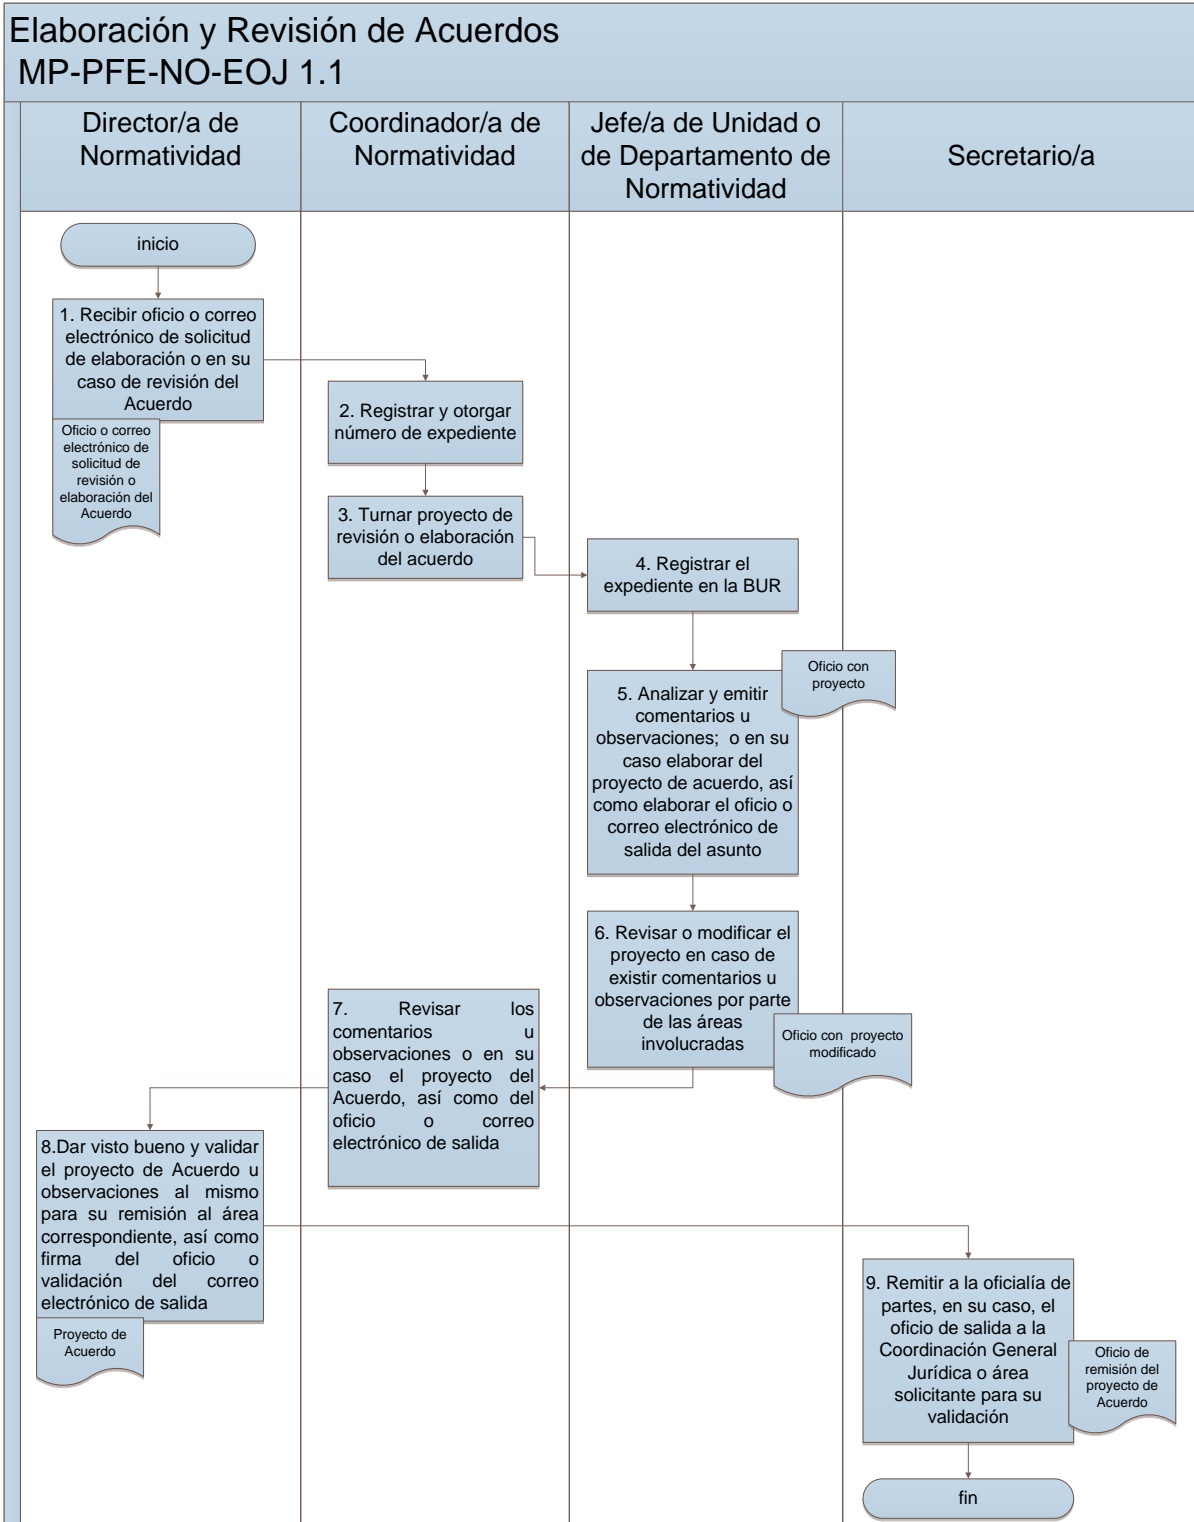 Elaboración y Revisión de Acuerdos
MP-PFE-NO-EOJ 1.1
Director/a de
Normatividad
Coordinador/a de
Normatividad
Jefe/a de Unidad o
de Departamento de
Normatividad
Secretario/a
inicio
1. Recibir oficio o correo
electrónico de solicitud
de elaboración o en su
caso de revisión del
Acuerdo
Oficio o correo
electrónico de
solicitud de
revisión o
elaboración del
Acuerdo
2. Registrar y otorgar
número de expediente
3. Turnar proyecto de
revisión o elaboración
del acuerdo
4. Registrar el
expediente en la BUR
Oficio con
proyecto
5. Analizar y emitir
comentarios u
observaciones; o en su
caso elaborar del
proyecto de acuerdo, así
como elaborar el oficio o
correo electrónico de
salida del asunto
6. Revisar o modificar el
proyecto en caso de
existir comentarios u
observaciones por parte
de las áreas
involucradas
Oficio con proyecto
modificado
7. Revisar los
comentarios u
observaciones o en su
caso el proyecto del
Acuerdo, así como del
oficio o correo
electrónico de salida
8.Dar visto bueno y validar
el proyecto de Acuerdo u
observaciones al mismo
para su remisión al área
correspondiente, así como
firma del oficio o
validación del correo
electrónico de salida
Proyecto de
Acuerdo
9. Remitir a la oficialía de
partes, en su caso, el
oficio de salida a la
Coordinación General
Jurídica o área
solicitante para su
validación
Oficio de
remisión del
proyecto de
Acuerdo
fin